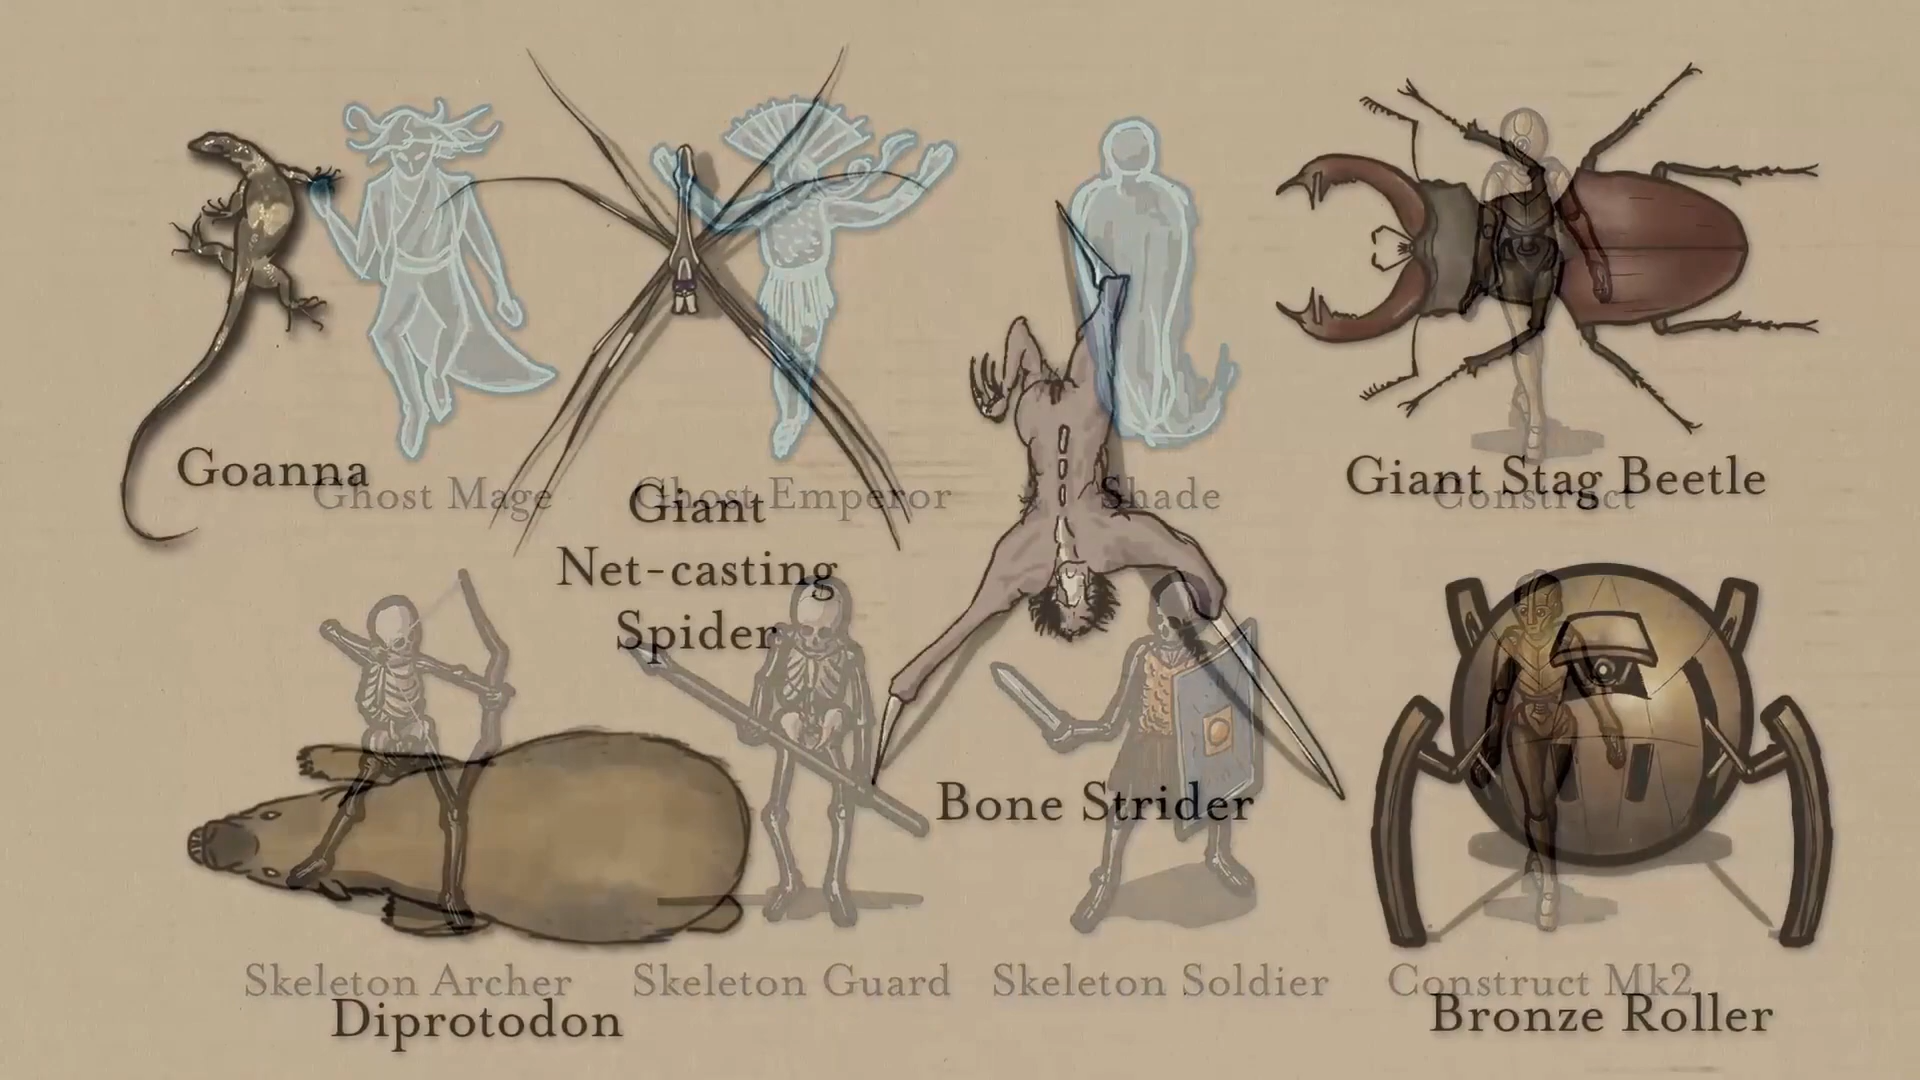 Goanna
Ghost Mage
Giant
Net-casting
Spider
Ghost Emperor
Shade
Giant Stag Beetle
Construct
Bone Strider
Skeleton Archer
Skeleton Guard
Skeleton Soldier
Construct Mk2
Diprotodon
Bronze Roller